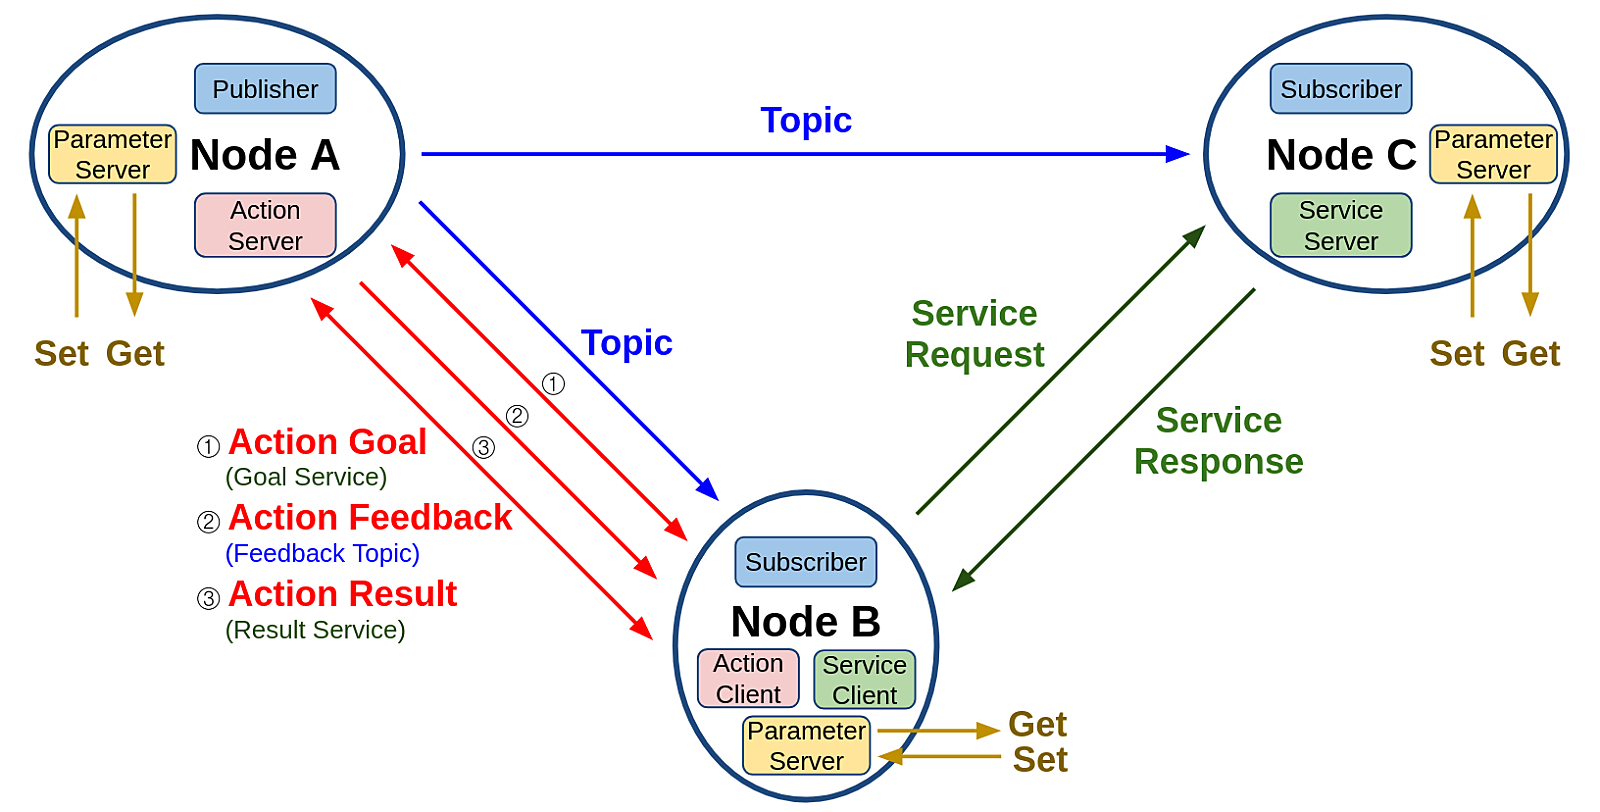 Publisher
Parameter
Server
Node A
Action
Server
Set Get
Topic
Subscriber
Node C
Parameter
Server
Service
Server
Set Get
Topic
Service
Request
Service
Response
①
②
③
① Action Goal
(Goal Service)
② Action Feedback
(Feedback Topic)
③ Action Result
(Result Service)
Subscriber
Node B
Action
Client
Service
Client
Parameter
Server
Get
Set